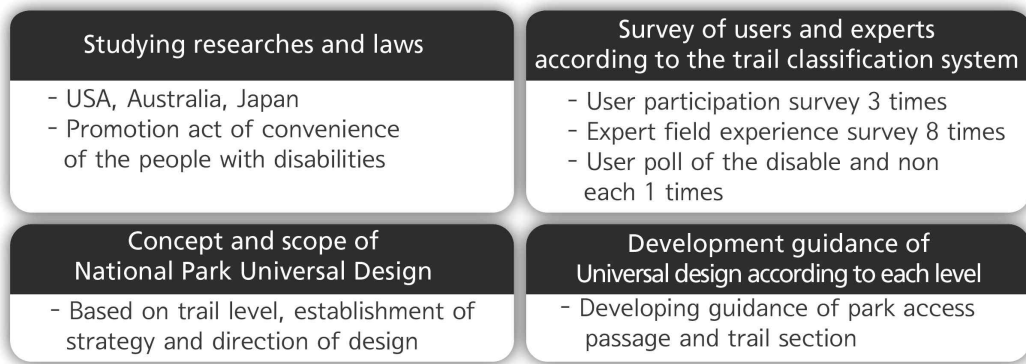 Studying researches and laws
- USA, Australia, Japan
- Promotion act of convenience
of the people with disabilities
Survey of users and experts
according to the trail classification system
- User participation survey 3 times
- Expert field experience survey 8 times
- User poll of the disable and non
each 1 times
Concept and scope of
National Park Universal Design
- Based on trail level, establishment of
strategy and direction of design
Development guidance of
Universal design according to each level
- Developing guidance of park access
passage and trail section